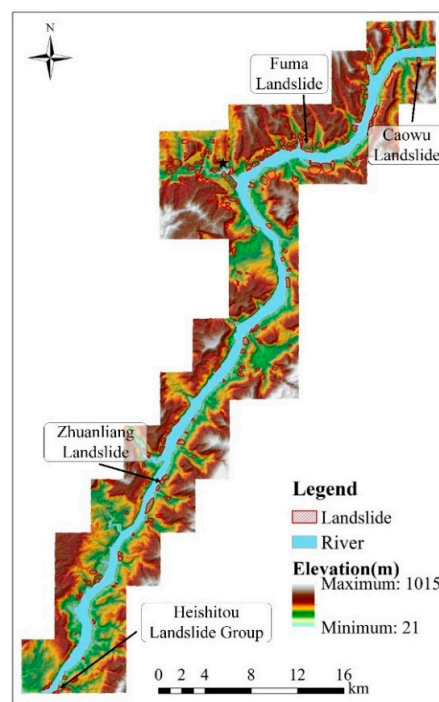 N
Fuma
Landslide
Caowu
Landslide
Zhuanliang
Landslide
Legend
Landslide
River
Elevation(m)
Maximum: 1015
Minimum: 21
Heishitou
Landslide Group
0 1 2 4 8 12 16
km